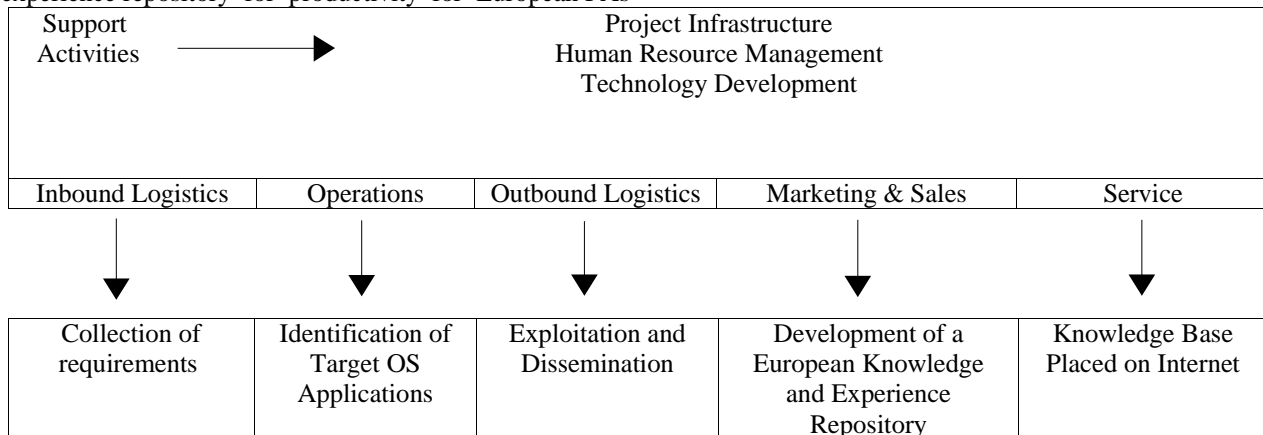 experience repository for productivity for European PAs
Support
Activities
Project Infrastructure
Human Resource Management
Technology Development
Inbound Logistics
Operations
Outbound Logistics
Marketing & Sales
Service
Collection of
requirements
Identification of
Target OS
Applications
Exploitation and
Dissemination
Development of a
European Knowledge
and Experience
Repository
Knowledge Base
Placed on Internet